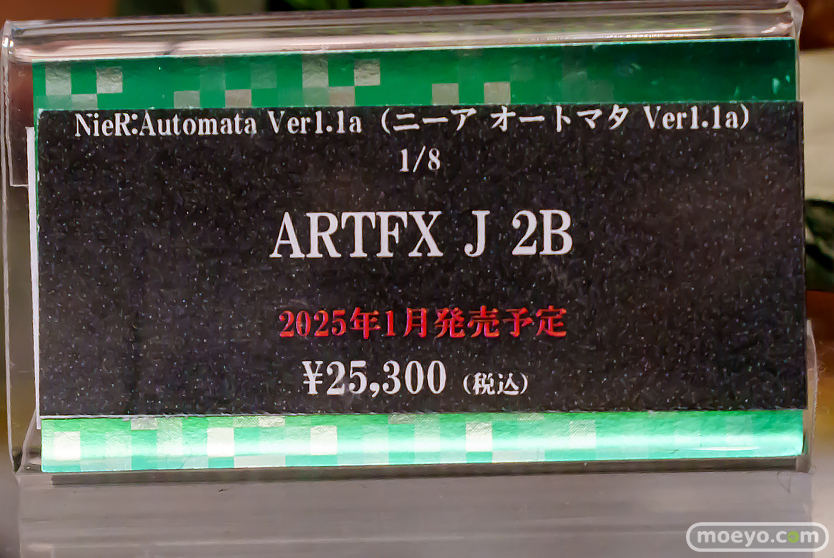 NieR:Automata Ver1.1a（ニーア オートマタ Ver1.1a）
1/8
ARTFX J 2B
2025年1月発売予定
¥25,300（税込）
moeyo.com